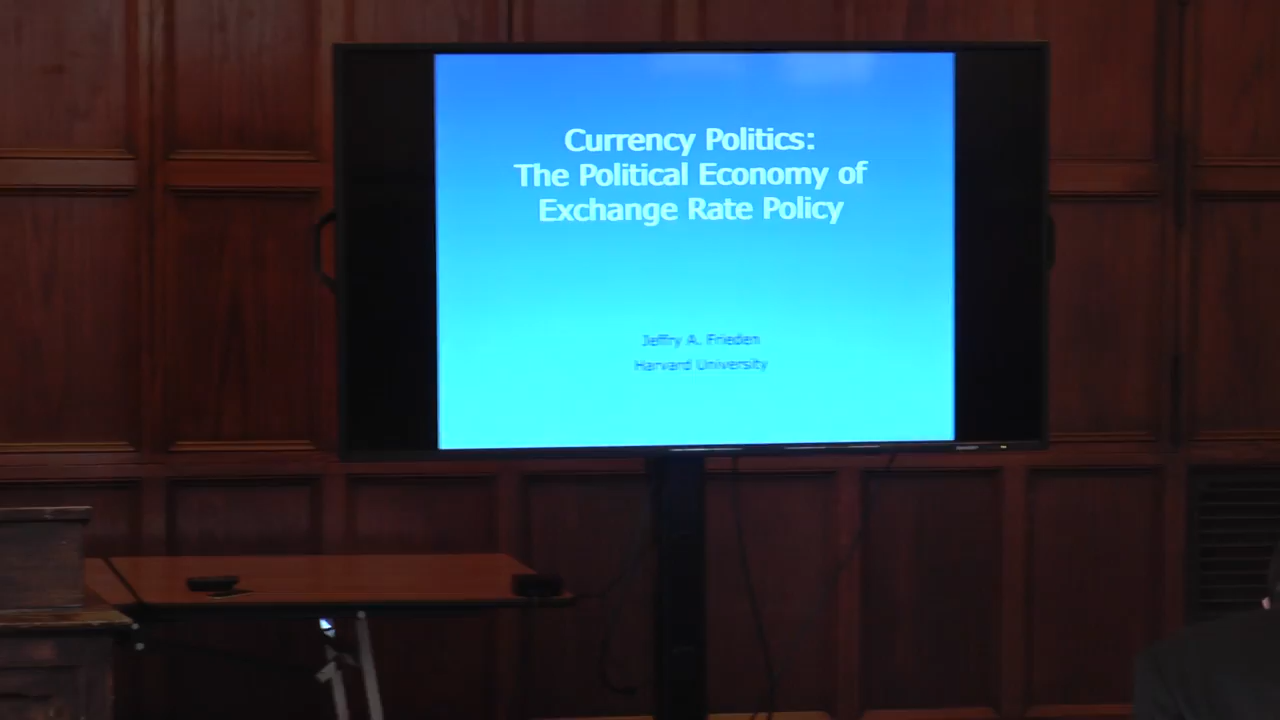 Currency Politics:
The Political Economy of
Exchange Rate Policy
Jeffry A. Frieden
Harvard University